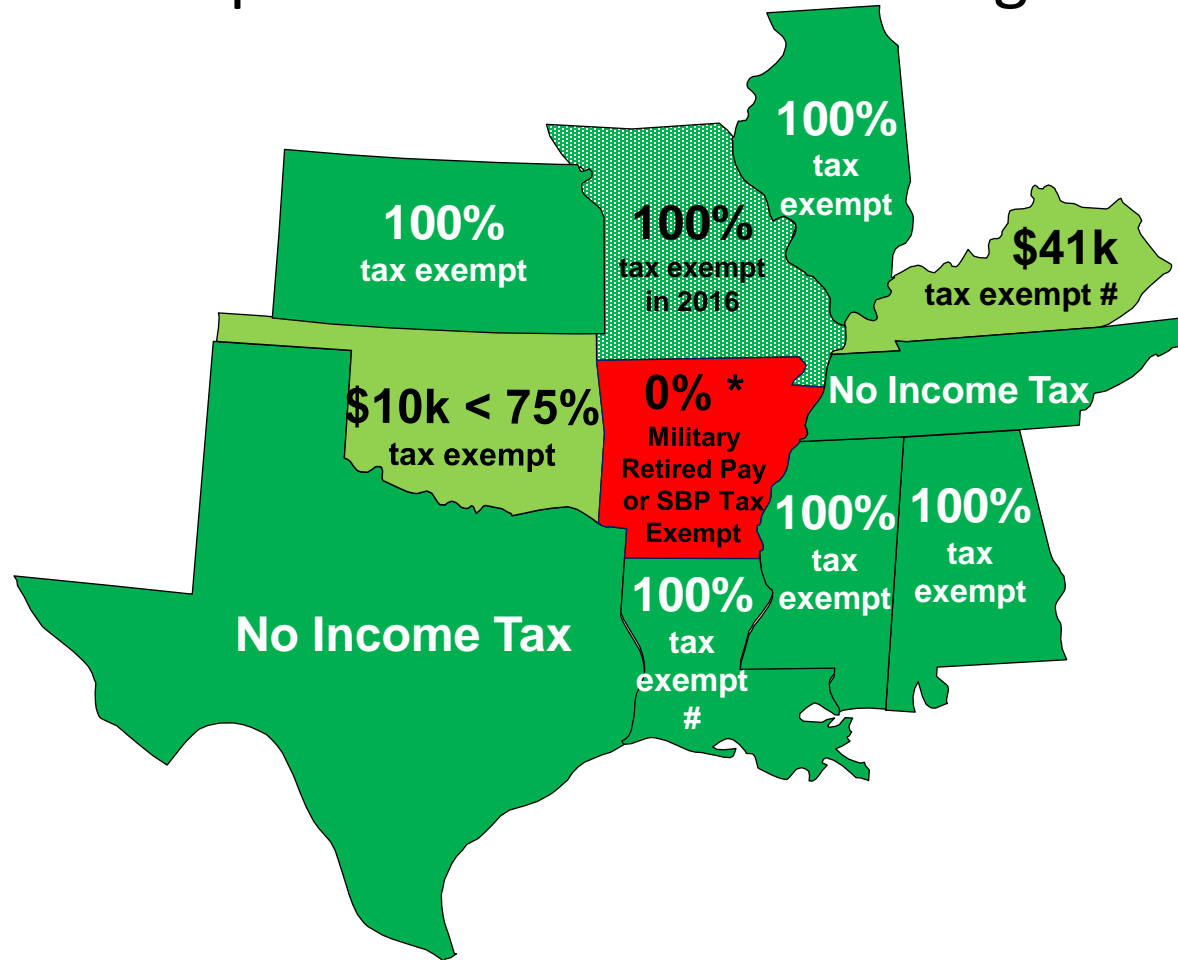 100%
tax
exempt
100%
tax exempt
100%
tax exempt
in 2016
$41k
tax exempt #
$10k < 75%
tax exempt
0% *
Military
Retired Pay
or SBP Tax
Exempt
No Income Tax
100%
tax
exempt
100%
tax
exempt
100%
tax
exempt
#
No Income Tax